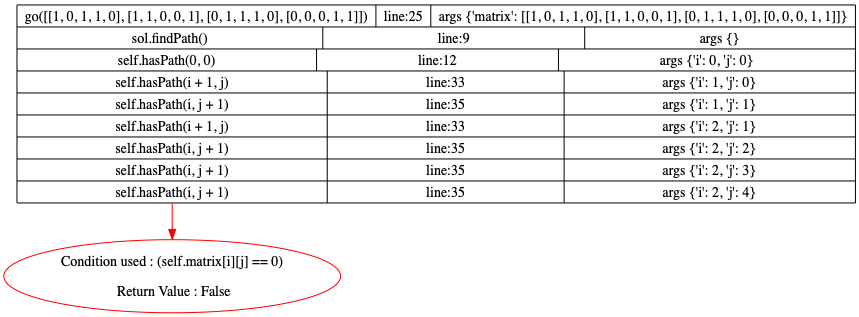 go([[1, 0, 1, 1, 0], [1, 1, 0, 0, 1], [0, 1, 1, 1, 0], [0, 0, 0, 1, 1]]) line:25 args {'matrix': [[1, 0, 1, 1, 0], [1, 1, 0, 0, 1], [0, 1, 1, 1, 0], [0, 0, 0, 1, 1]]}
sol.findPath() line:9 args {}
self.hasPath(0, 0) line:12 args {'i': 0, 'j': 0}
self.hasPath(i + 1, j) line:33 args {'i': 1, 'j': 0}
self.hasPath(i, j + 1) line:35 args {'i': 1, 'j': 1}
self.hasPath(i + 1, j) line:33 args {'i': 2, 'j': 1}
self.hasPath(i, j + 1) line:35 args {'i': 2, 'j': 2}
self.hasPath(i, j + 1) line:35 args {'i': 2, 'j': 3}
self.hasPath(i, j + 1) line:35 args {'i': 2, 'j': 4}
Condition used : (self.matrix[i][j] == 0)
Return Value : False